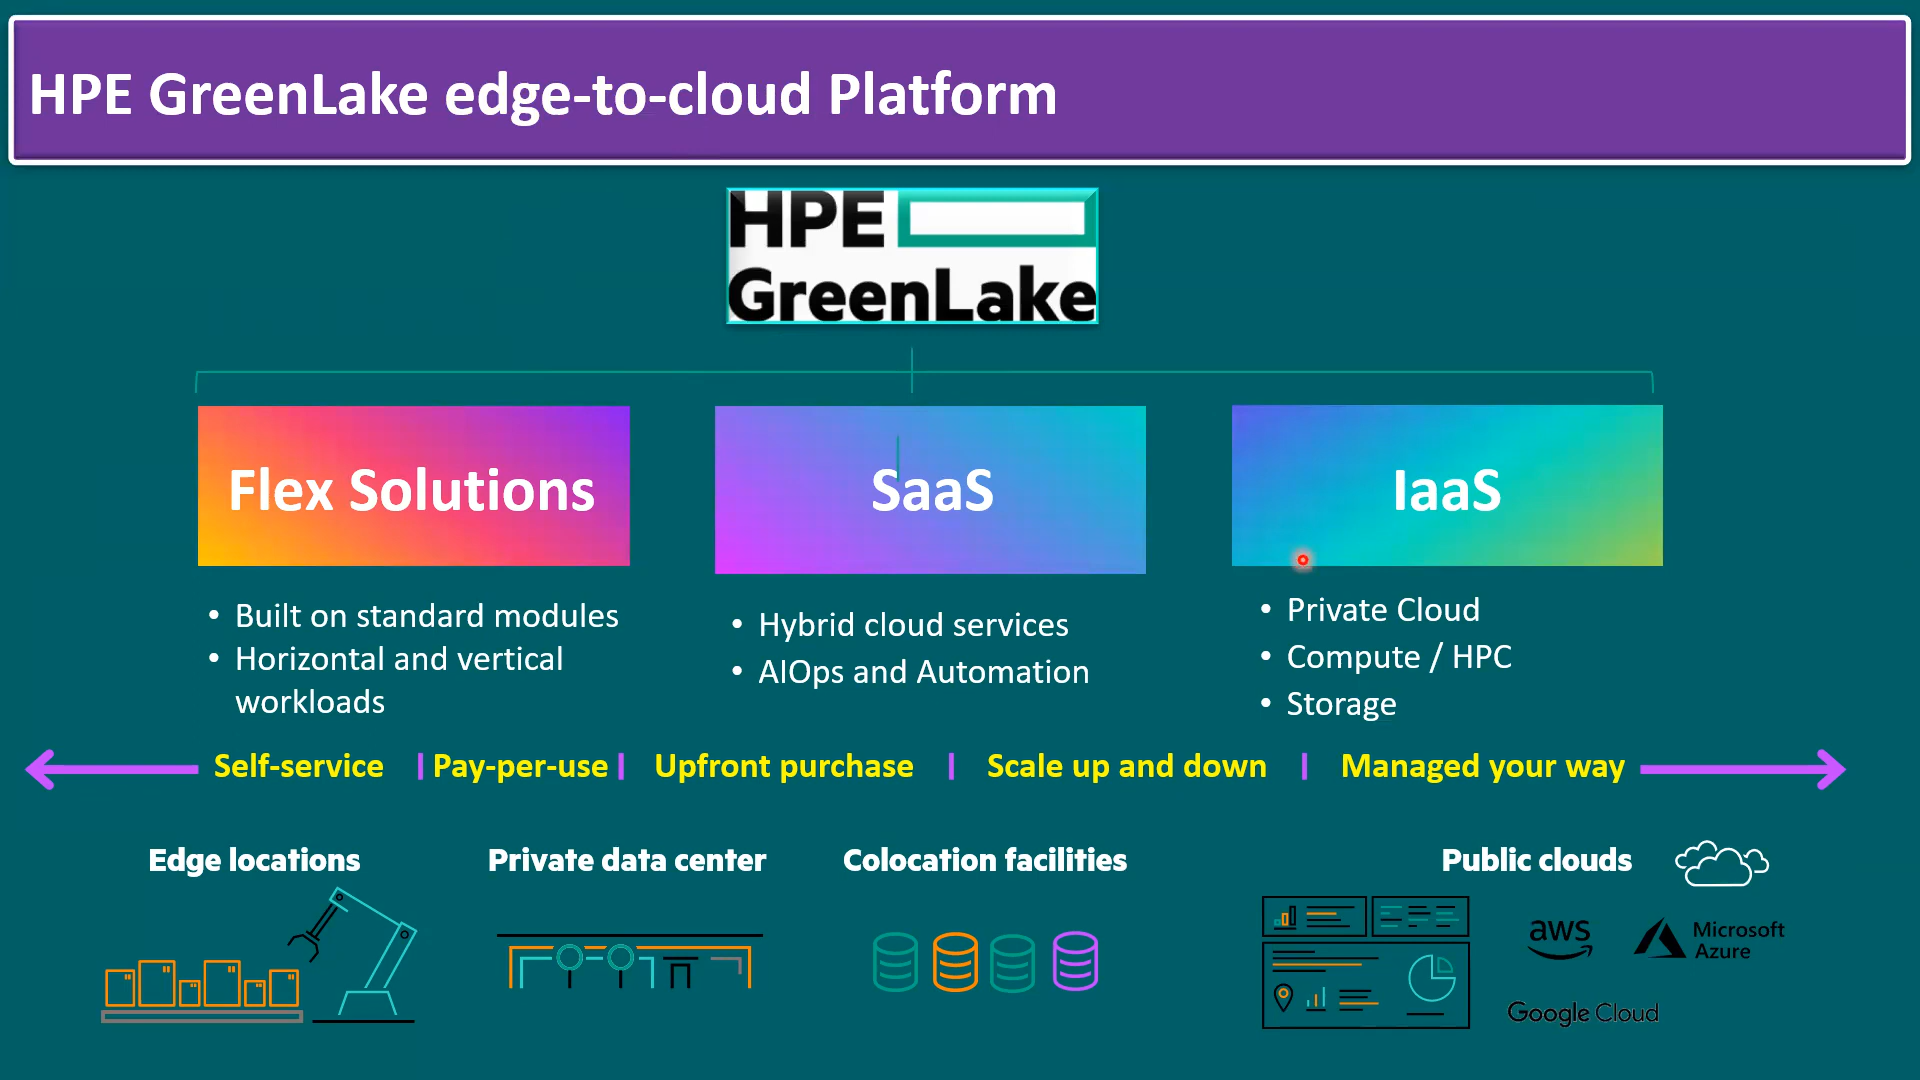 HPE GreenLake edge-to-cloud Platform
HPE
GreenLake
Flex Solutions
SaaS
IaaS
• Built on standard modules
• Horizontal and vertical
workloads
• Hybrid cloud services
• AIOps and Automation
• Private Cloud
• Compute / HPC
• Storage
Self-service | Pay-per-use | Upfront purchase | Scale up and down | Managed your way
Edge locations
Private data center
Colocation facilities
Public clouds
aws
Microsoft
Azure
Google Cloud